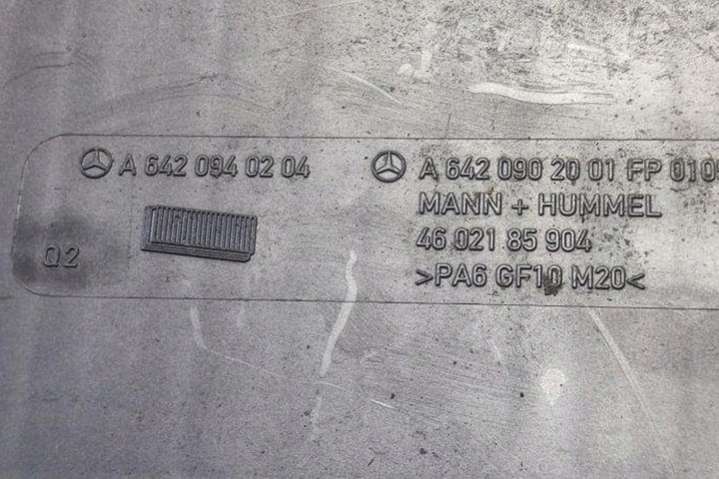 A 642 094 02 04
Q2
A 642 090 20 01 FP 010
MANN + HUMMEL
46 021 85 904
>PA6 GF10 M20<